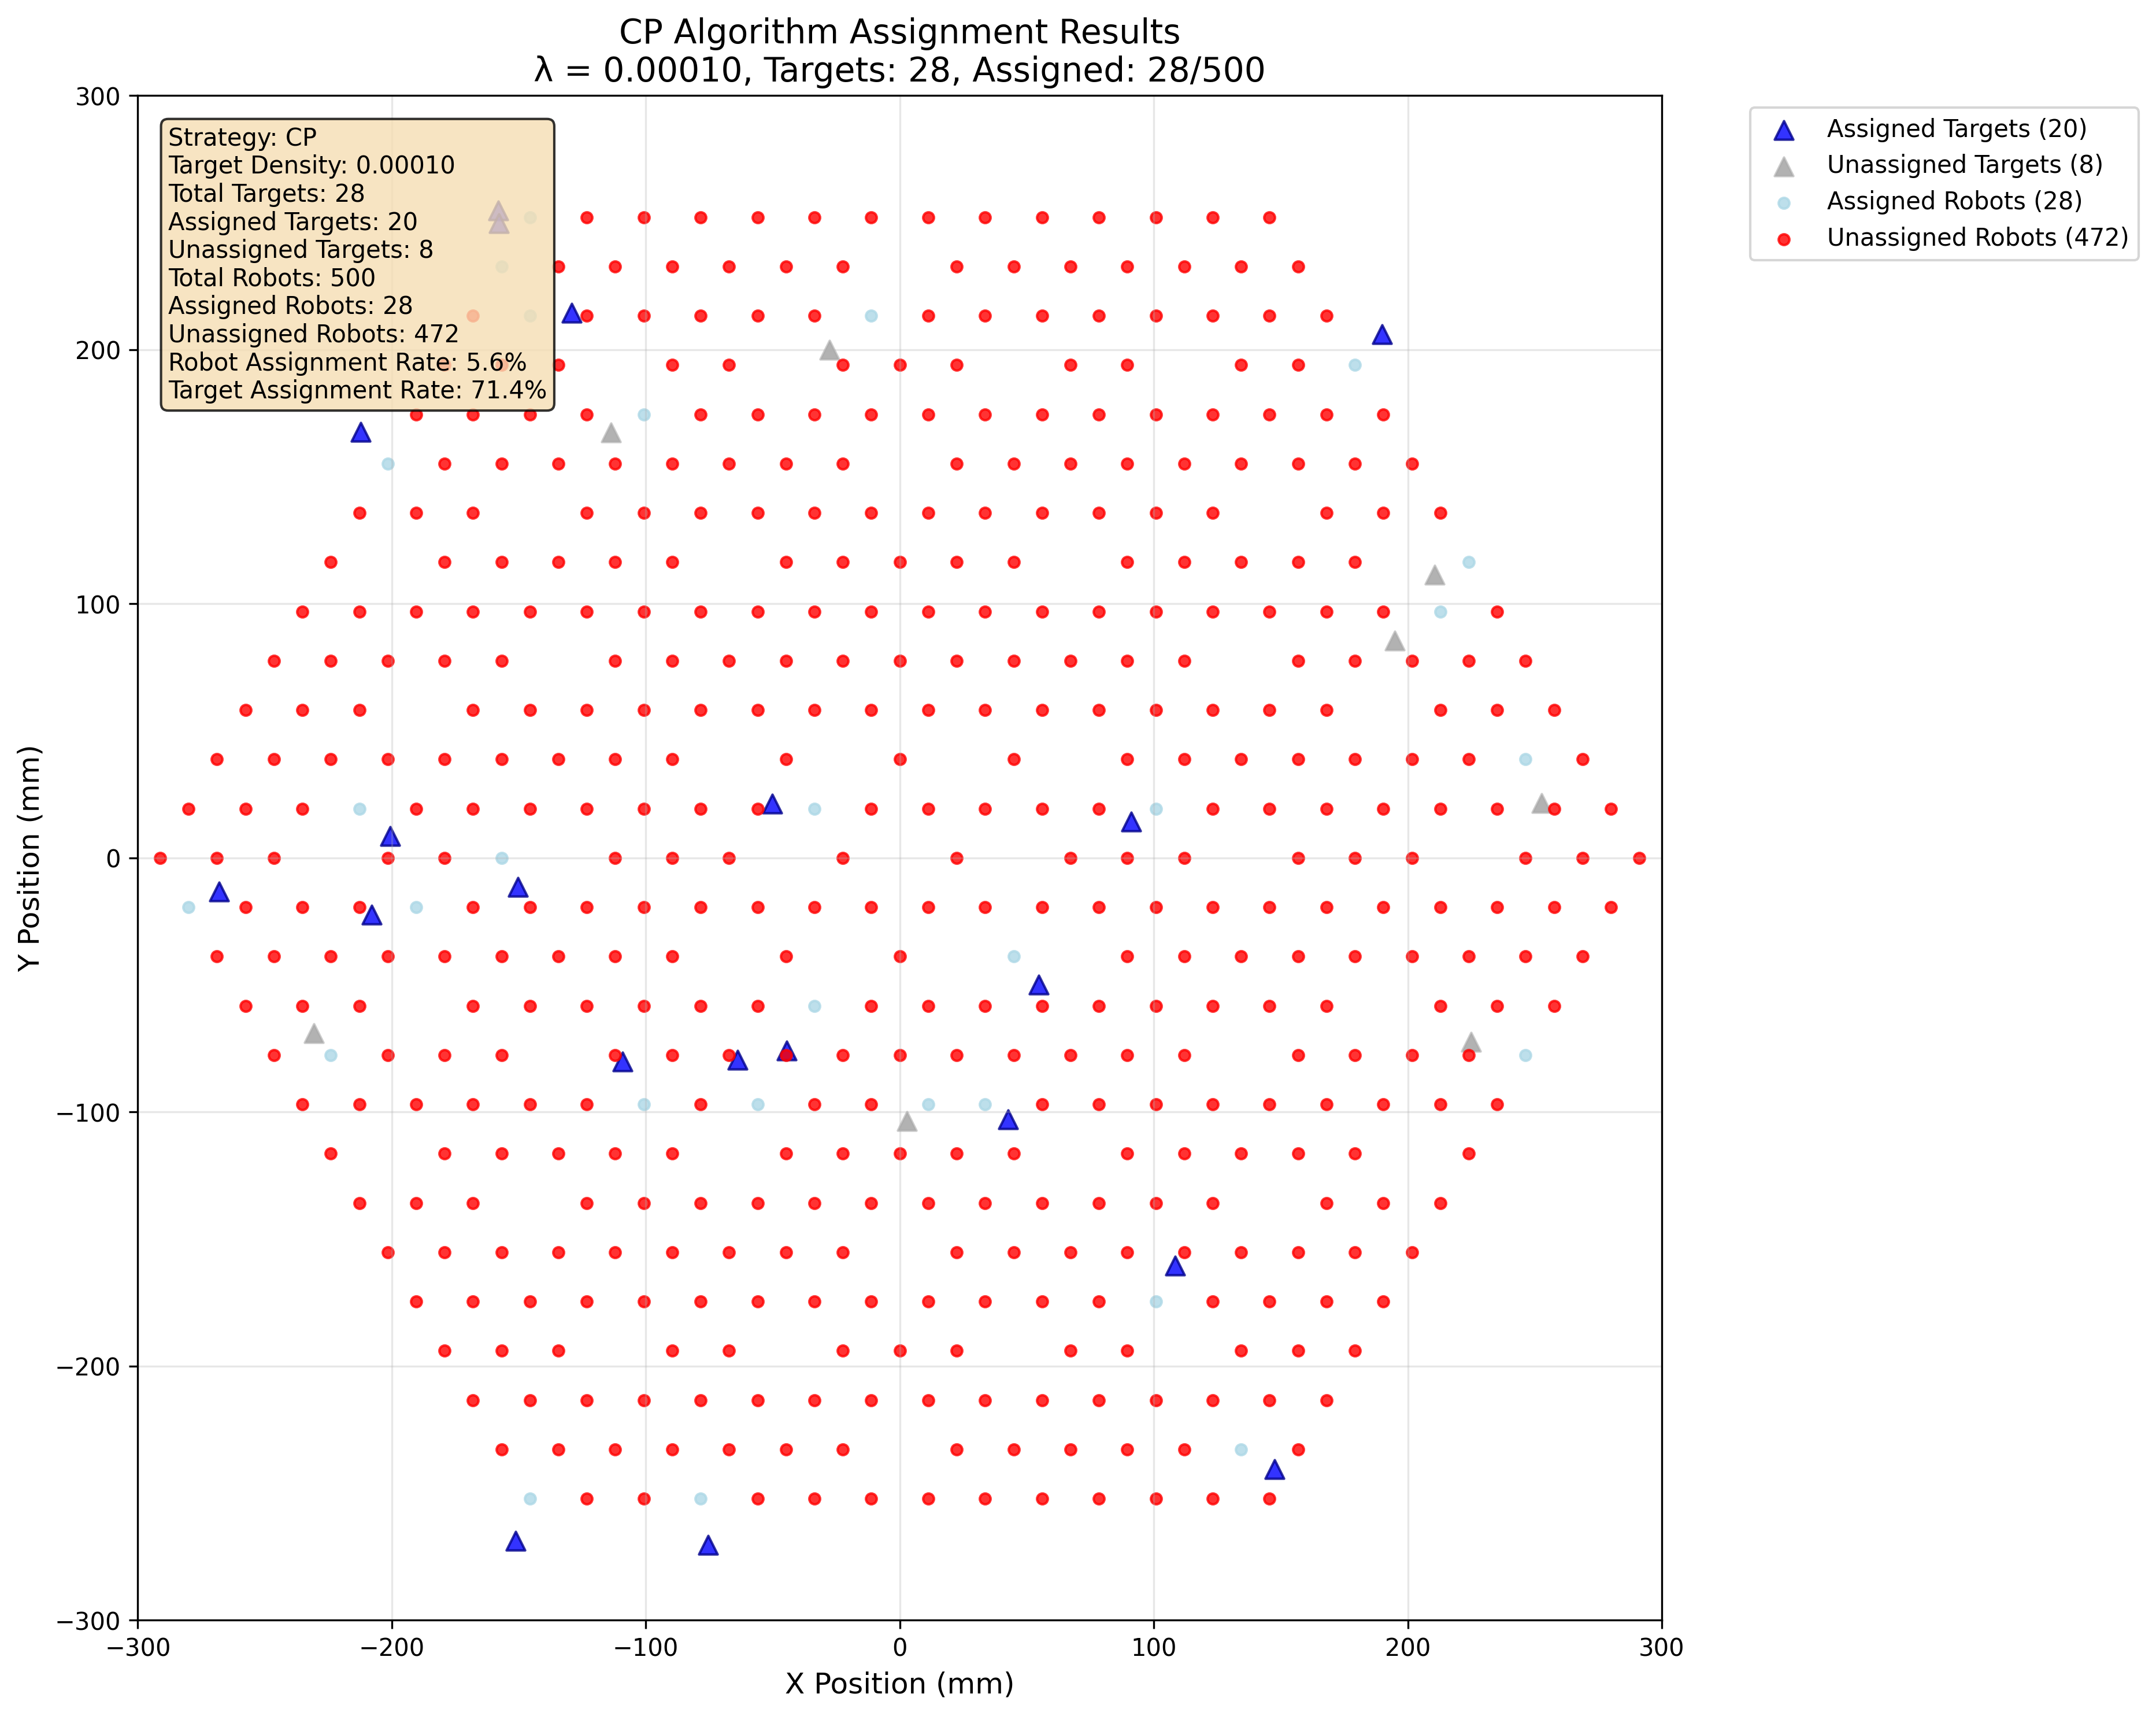 CP Algorithm Assignment Results
λ = 0.00010, Targets: 28, Assigned: 28/500
Strategy: CP
Target Density: 0.00010
Total Targets: 28
Assigned Targets: 20
Unassigned Targets: 8
Total Robots: 500
Assigned Robots: 28
Unassigned Robots: 472
Robot Assignment Rate: 5.6%
Target Assignment Rate: 71.4%
Assigned Targets (20)
Unassigned Targets (8)
Assigned Robots (28)
Unassigned Robots (472)
Y Position (mm)
300
200
100
0
−100
−200
−300
−300
−200
−100
0
100
200
300
X Position (mm)